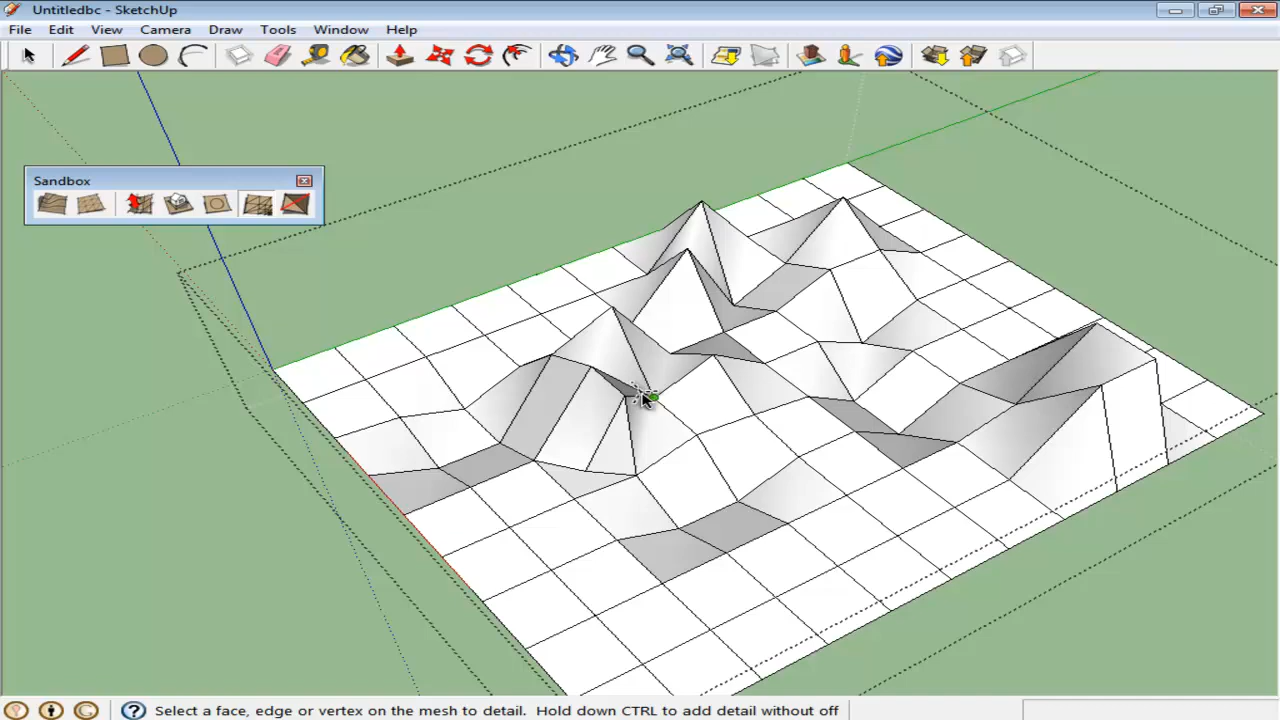 Untitledbc - SketchUp
File Edit View Camera Draw Tools Window Help
Sandbox
Select a face, edge or vertex on the mesh to detail. Hold down CTRL to add detail without off